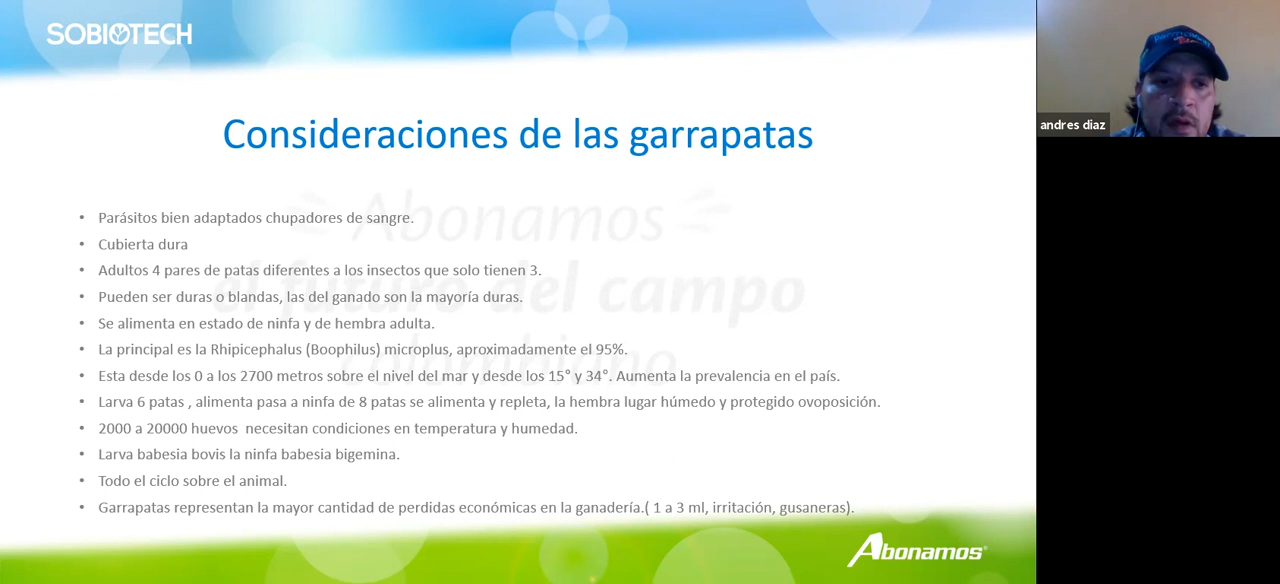 SOBIOTECH
andres diaz
Consideraciones de las garrapatas
Abonamos
el futuro del campo
colombiano
• Parásitos bien adaptados chupadores de sangre.
• Cubierta dura
• Adultos 4 pares de patas diferentes a los insectos que solo tienen 3.
• Pueden ser duras o blandas, las del ganado son la mayoría duras.
• Se alimenta en estado de ninfa y de hembra adulta.
• La principal es la Rhipicephalus (Boophilus) microplus, aproximadamente el 95%.
• Esta desde los 0 a los 2700 metros sobre el nivel del mar y desde los 15° y 34°. Aumenta la prevalencia en el país.
• Larva 6 patas , alimenta pasa a ninfa de 8 patas se alimenta y repleta, la hembra lugar húmedo y protegido ovoposición.
• 2000 a 20000 huevos  necesitan condiciones en temperatura y humedad.
• Larva babesia bovis la ninfa babesia bigemina.
• Todo el ciclo sobre el animal.
• Garrapatas representan la mayor cantidad de perdidas económicas en la ganadería.( 1 a 3 ml, irritación, gusaneras).
Abonamos